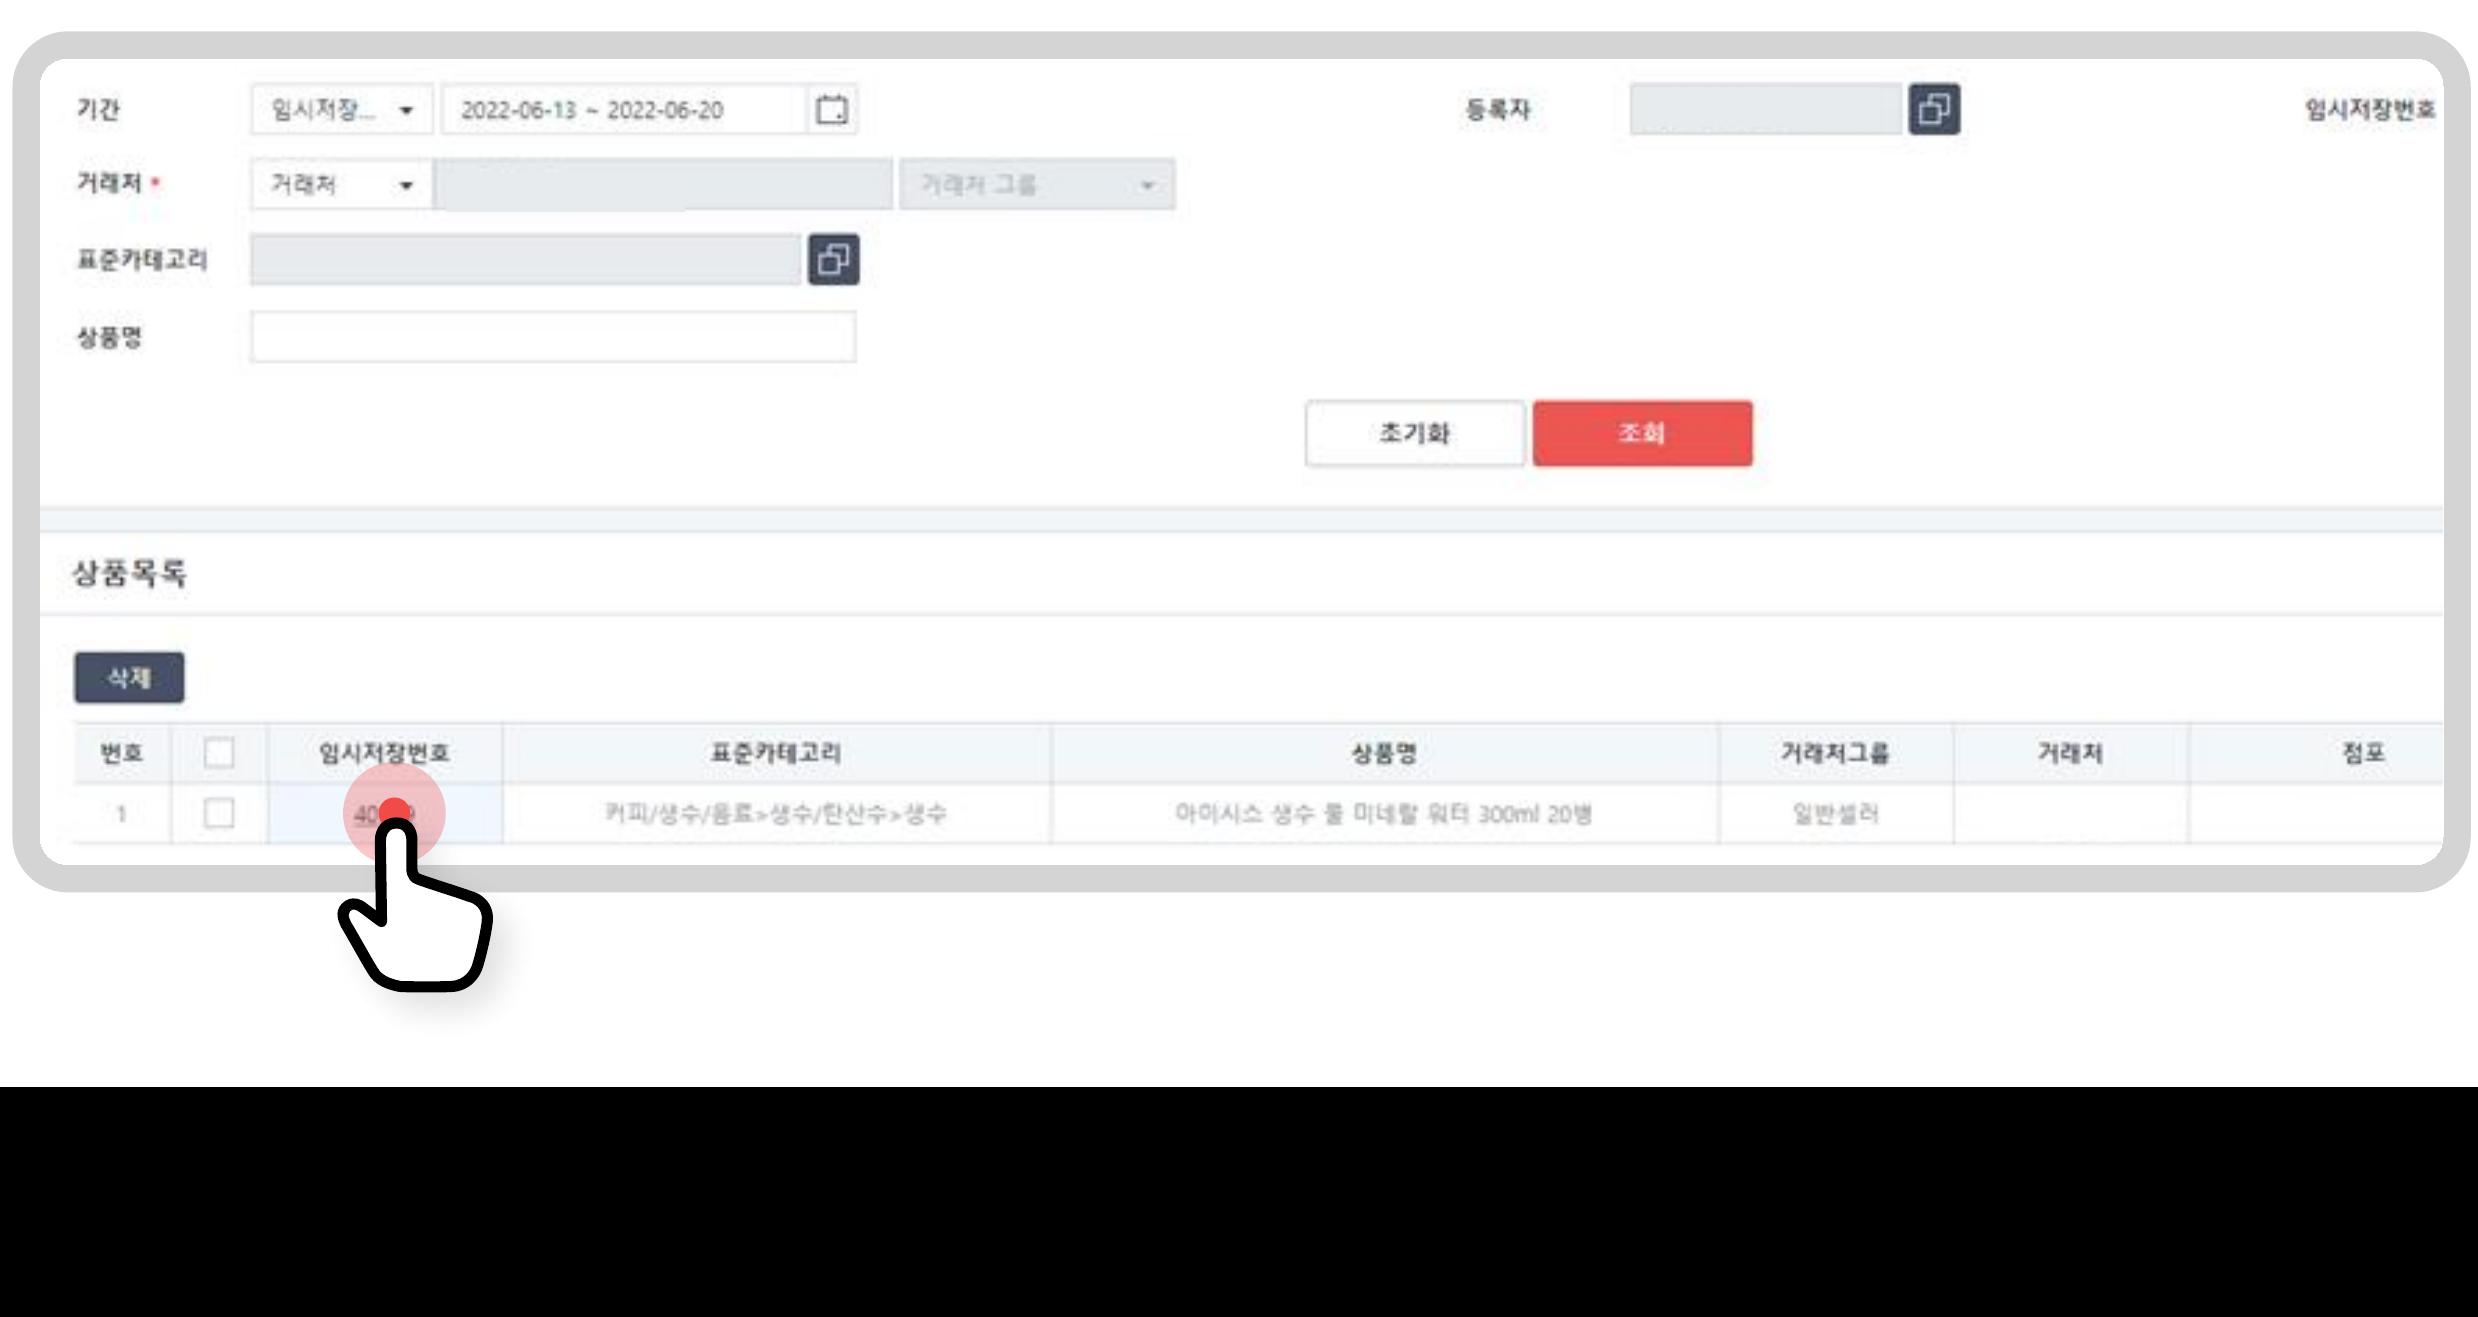 기간 임시저장... 2022-06-13 ~ 2022-06-20 등록자 임시저장번호
거래처 * 거래처 거래처 그룹
표준카테고리
상품명
초기화 조회
상품목록
삭제
번호 임시저장번호 표준카테고리 상품명 거래처그룹 거래처 점포
1 커피/생수/음료>생수/탄산수>생수 아이시스 생수 몰 미네랄 워터 300ml 20병 일반셀러